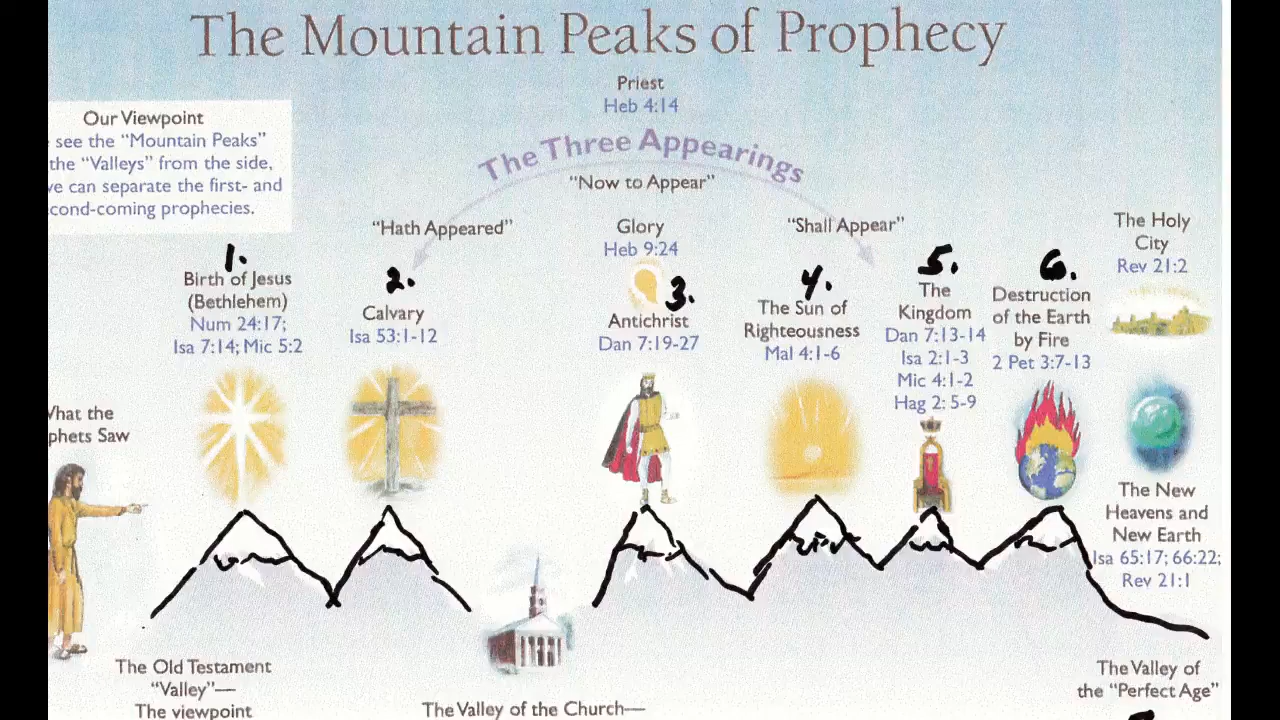 The Mountain Peaks of Prophecy
Priest
Heb 4:14
Our Viewpoint
see the “Mountain Peaks”
the “Valleys” from the side,
we can separate the first- and
cond-coming prophecies.
The Three Appearings
“Now to Appear”
“Hath Appeared”
Glory
Heb 9:24
“Shall Appear”
The Holy
City
Rev 21:2
1.
Birth of Jesus
(Bethlehem)
Num 24:17;
Isa 7:14; Mic 5:2
2.
Calvary
Isa 53:1-12
3.
Antichrist
Dan 7:19-27
4.
The Sun of
Righteousness
Mal 4:1-6
5.
The
Kingdom
Dan 7:13-14
Isa 2:1-3
Mic 4:1-2
Hag 2: 5-9
6.
Destruction
of the Earth
by Fire
2 Pet 3:7-13
What the
phets Saw
The New
Heavens and
New Earth
Isa 65:17; 66:22;
Rev 21:1
The Old Testament
“Valley”—
The viewpoint
The Valley of the Church—
The Valley of
the “Perfect Age”